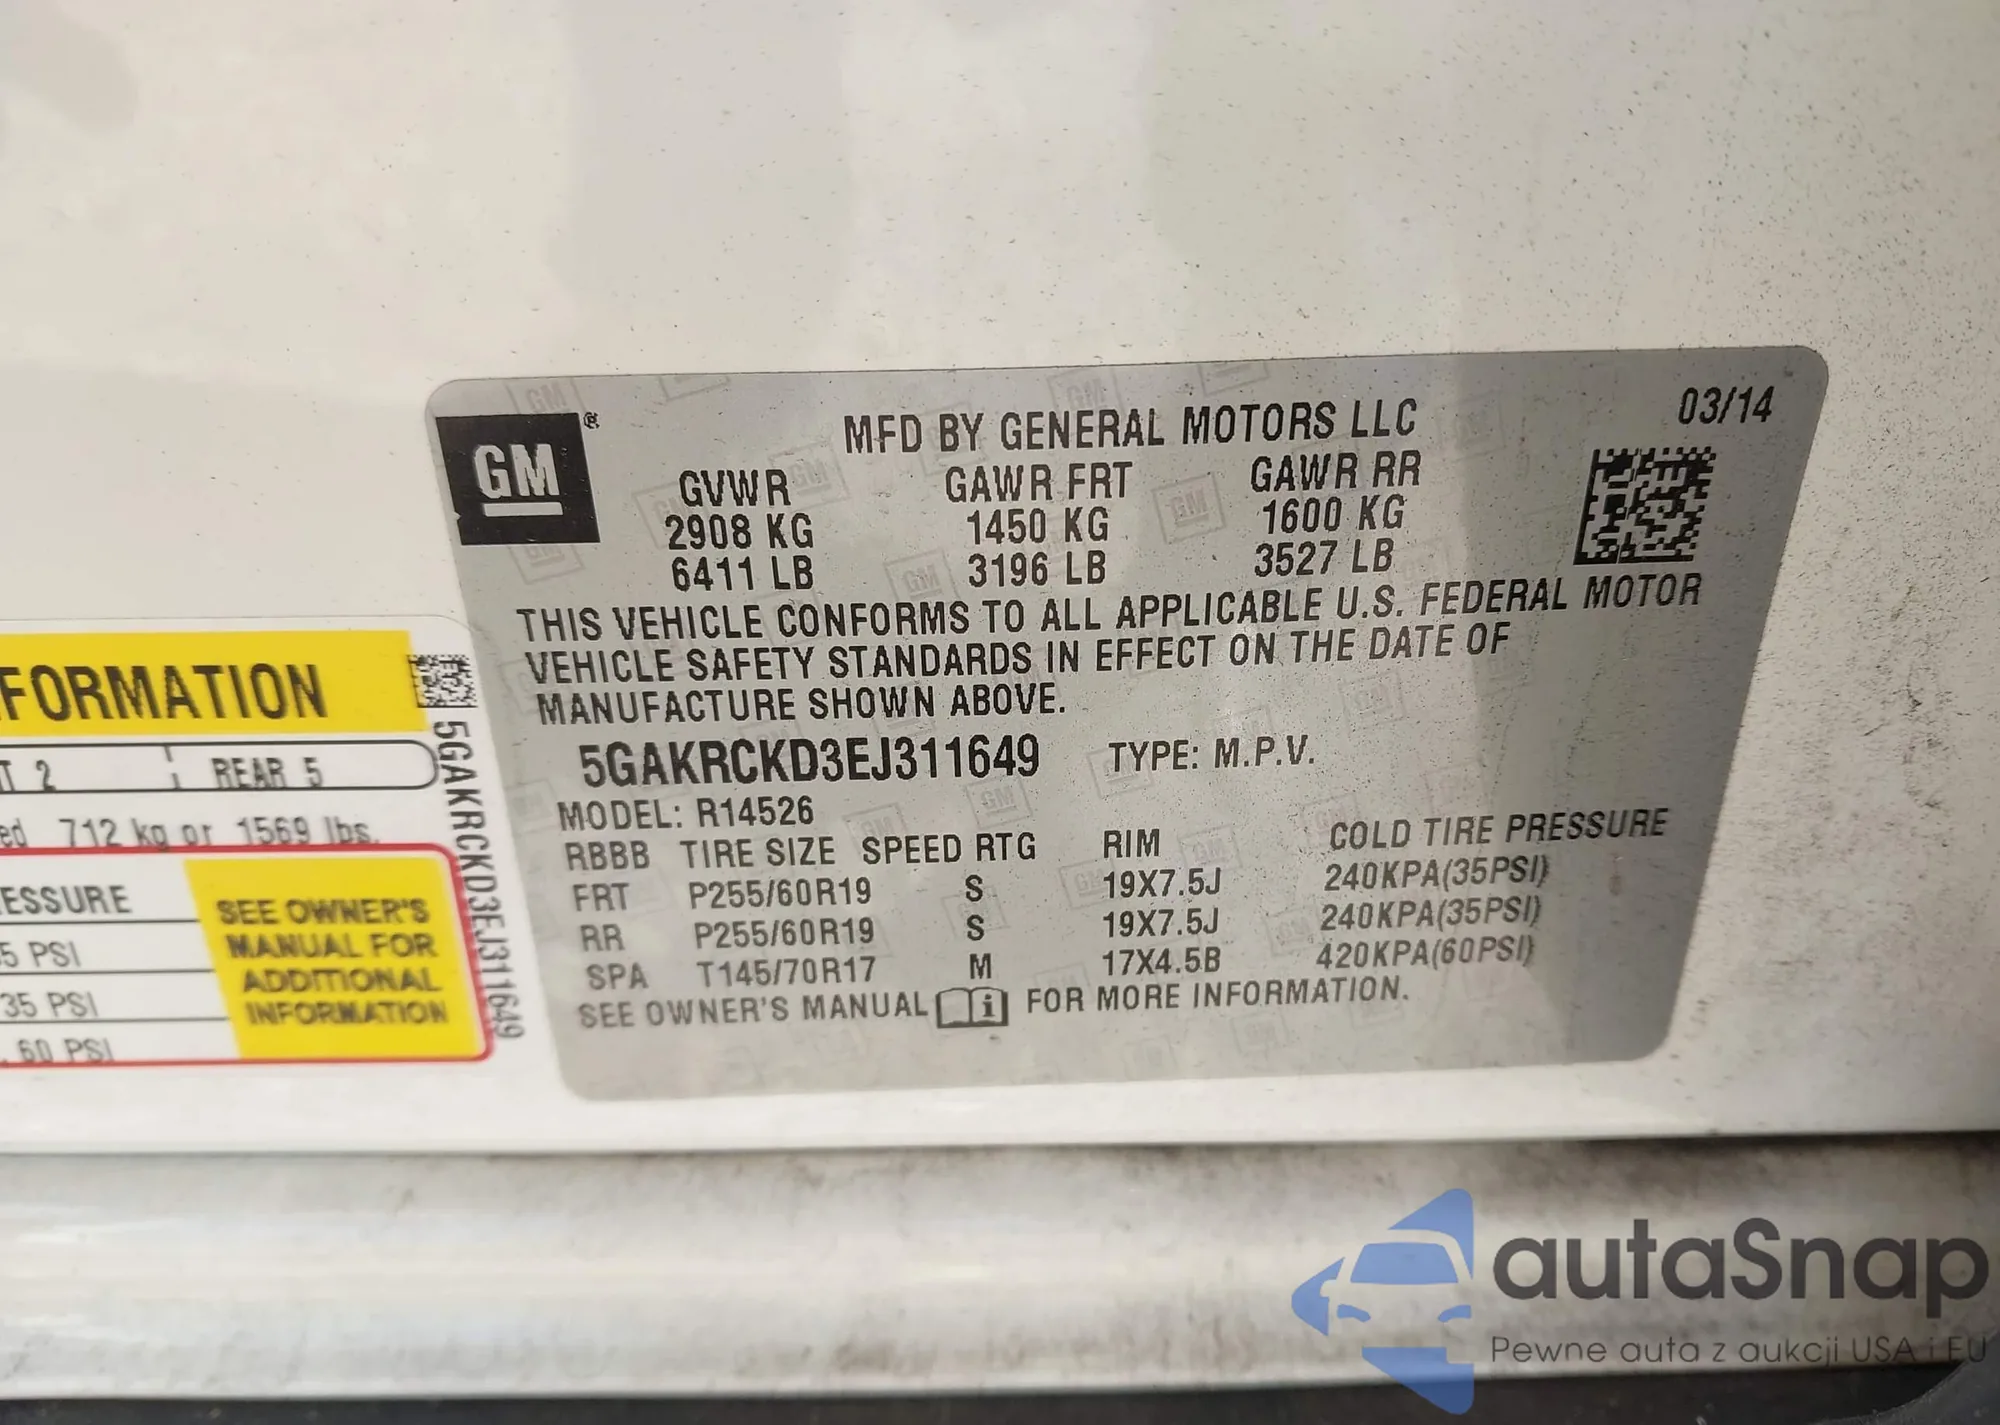 03/14
GM®
MFD BY GENERAL MOTORS LLC
GVWR GAWR FRT GAWR RR
2908 KG 1450 KG 1600 KG
6411 LB 3196 LB 3527 LB
THIS VEHICLE CONFORMS TO ALL APPLICABLE U.S. FEDERAL MOTOR
VEHICLE SAFETY STANDARDS IN EFFECT ON THE DATE OF
MANUFACTURE SHOWN ABOVE.
5GAKRCKD3EJ311649 TYPE: M.P.V.
MODEL: R14526
RBBB TIRE SIZE SPEED RTG RIM COLD TIRE PRESSURE
FRT P255/60R19 S 19X7.5J 240KPA(35PSI)
RR P255/60R19 S 19X7.5J 240KPA(35PSI)
SPA T145/70R17 M 17X4.5B 420KPA(60PSI)
SEE OWNER'S MANUAL i FOR MORE INFORMATION.
FORMATION
T 2 REAR 5
ed 712 kg or 1569 lbs.
ESSURE
5 PSI
35 PSI
, 60 PSI
SEE OWNER'S
MANUAL FOR
ADDITIONAL
INFORMATION
5GAKRCKD3EJ311649
autaSnap
Pewne auta z aukcji USA i EU